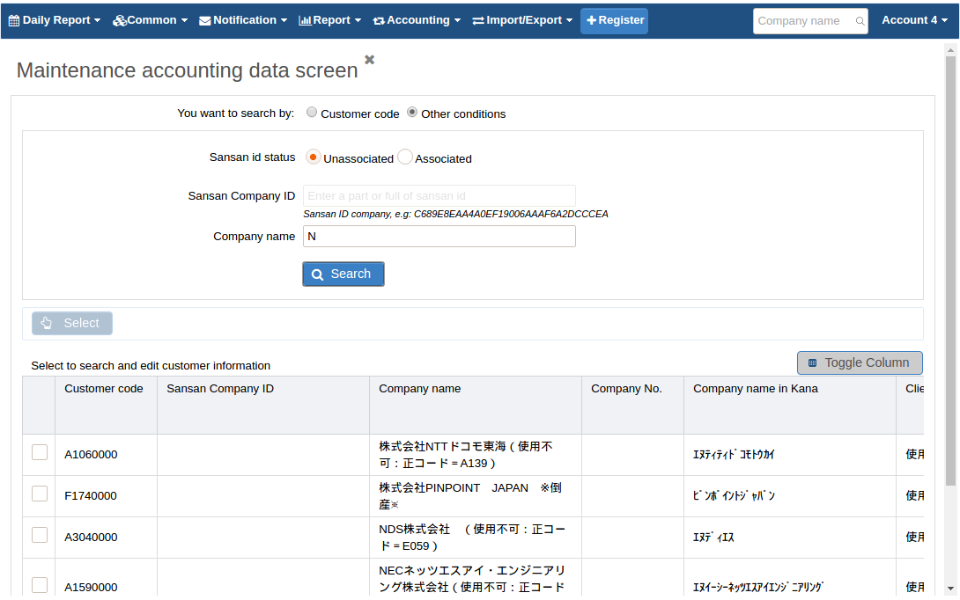 Daily Report Common Notification Report Accounting Import/Export Register Company name Account 4
Maintenance accounting data screen
You want to search by: Customer code Other conditions
Sansan id status Unassociated Associated
Sansan Company ID Enter a part or full of sansan id
Sansan ID company, e.g: C689E8EAA4A0EF19006AAAF6A2DCCCEA
Company name N
Search
Select
Select to search and edit customer information Toggle Column
Customer code Sansan Company ID Company name Company No. Company name in Kana Clie
株式会社NTTドコモ東海(使用不
A1060000 可:正コード=A139) ｴﾇﾃｨﾃｨﾄﾞｺﾓﾄｳｶｲ 使用
株式会社PINPOINT JAPAN ※倒
F1740000 産※ ﾋﾟﾝﾎﾟｲﾝﾄｼﾞｬﾊﾟﾝ 使用
NDS株式会社 (使用不可:正コー
A3040000 ド=E059) ｴﾇﾃﾞｨｴｽ 使用
NECネッツエスアイ・エンジニアリ
A1590000 ング株式会社(使用不可:正コード ｴﾇｲｰｼｰﾈｯﾂｴｽｱｲｴﾝｼﾞﾆｱﾘﾝｸﾞ 使用